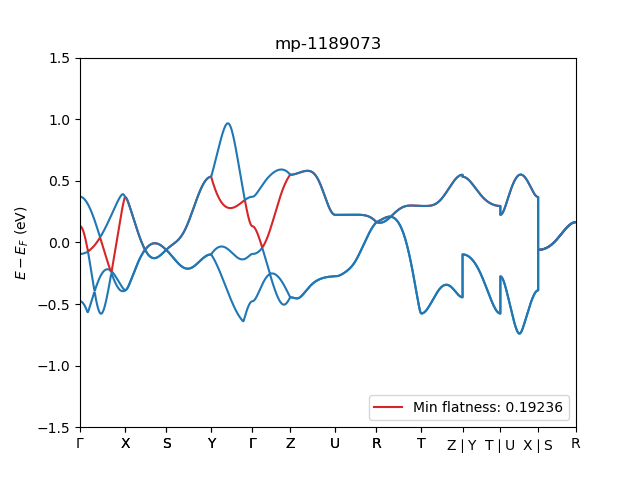 mp-1189073
1.5
1.0
0.5
0.0
−0.5
−1.0
−1.5
E − E_F (eV)
Γ X S Y Γ Z U R T Z | Y T | U X | S R
Min flatness: 0.19236